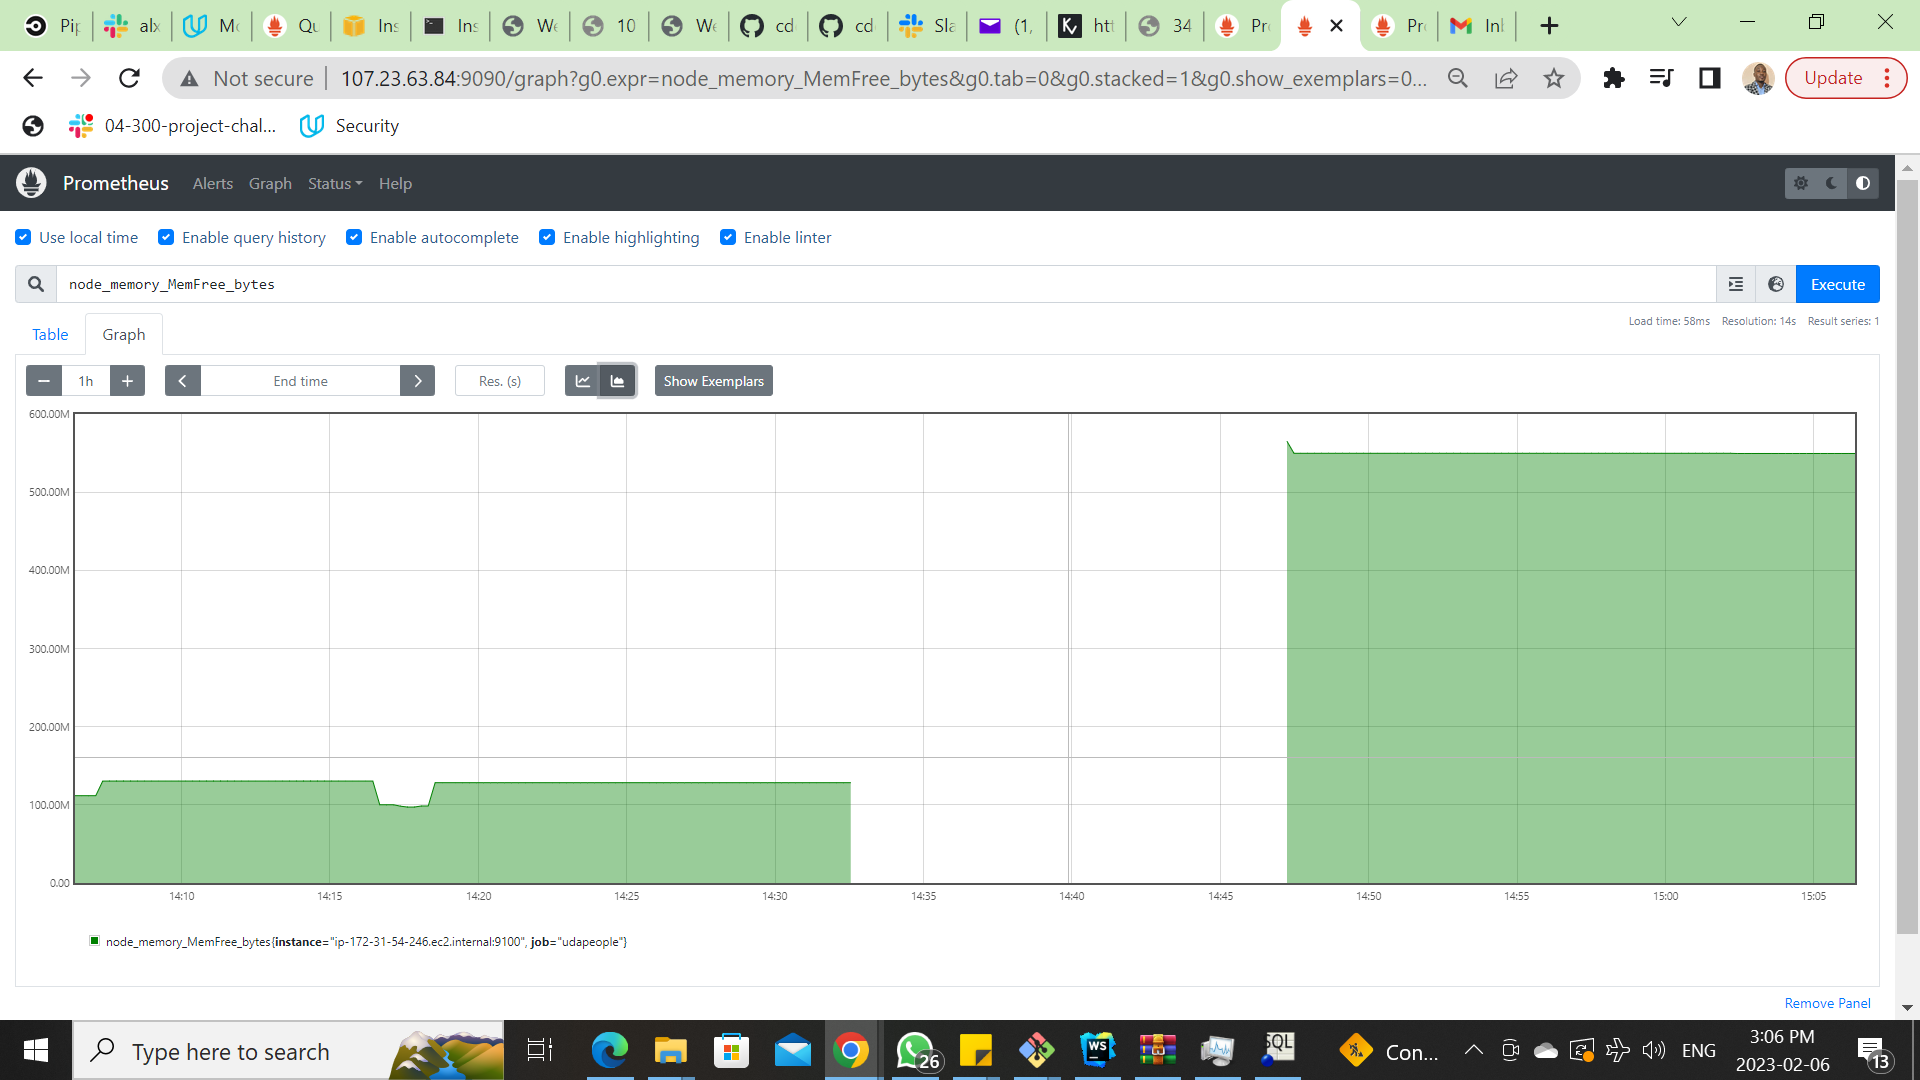 Pip
alx
Mo
Qu
Ins
Ins
We
10
We
cd
cd
Sla
(1,
htt
34
Pr
Pr
Inb
Not secure
107.23.63.84:9090/graph?g0.expr=node_memory_MemFree_bytes&g0.tab=0&g0.stacked=1&g0.show_exemplars=0...
Update
04-300-project-chal...
Security
Prometheus
Alerts
Graph
Status
Help
Use local time
Enable query history
Enable autocomplete
Enable highlighting
Enable linter
node_memory_MemFree_bytes
Execute
Table
Graph
Load time: 58ms
Resolution: 14s
Result series: 1
1h
End time
Res. (s)
Show Exemplars
600.00M
500.00M
400.00M
300.00M
200.00M
100.00M
0.00
14:10
14:15
14:20
14:25
14:30
14:35
14:40
14:45
14:50
14:55
15:00
15:05
node_memory_MemFree_bytes{instance="ip-172-31-54-246.ec2.internal:9100", job="udapeople"}
Remove Panel
Type here to search
26
WS
SQL
Con...
ENG
3:06 PM
2023-02-06
13